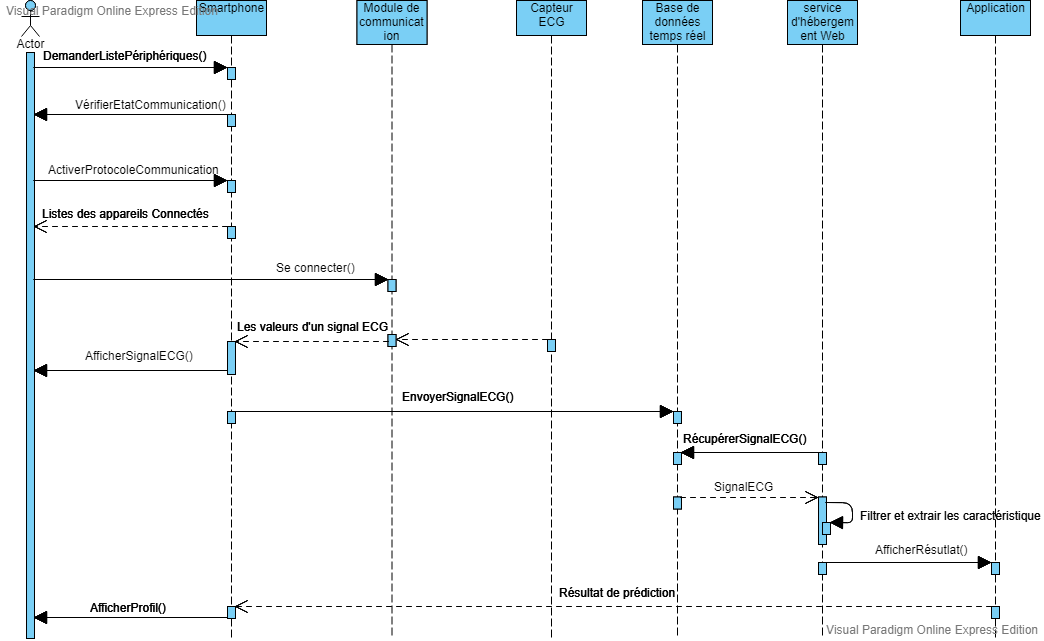 Visual Paradigm Online Express Edition
Actor
Smartphone
Module de
communicat
ion
Capteur
ECG
Base de
données
temps réel
service
d'hébergem
ent Web
Application
DemanderListePériphériques()
VérifierEtatCommunication()
ActiverProtocoleCommunication
Listes des appareils Connectés
Se connecter()
Les valeurs d'un signal ECG
AfficherSignalECG()
EnvoyerSignalECG()
RécupérerSignalECG()
SignalECG
Filtrer et extrair les caractéristique
AfficherRésutlat()
Résultat de prédiction
AfficherProfil()
Visual Paradigm Online Express Edition